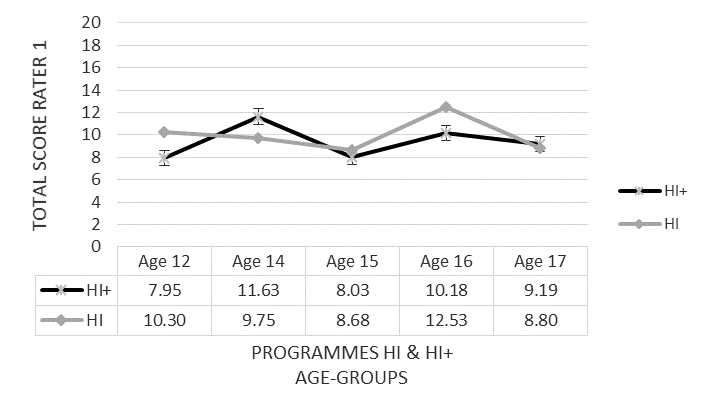 TOTAL SCORE RATER 1
20
18
16
14
12
10
8
6
4
2
0
Age 12 Age 14 Age 15 Age 16 Age 17
HI+ 7.95 11.63 8.03 10.18 9.19
HI 10.30 9.75 8.68 12.53 8.80
PROGRAMMES HI & HI+
AGE-GROUPS
HI+
HI